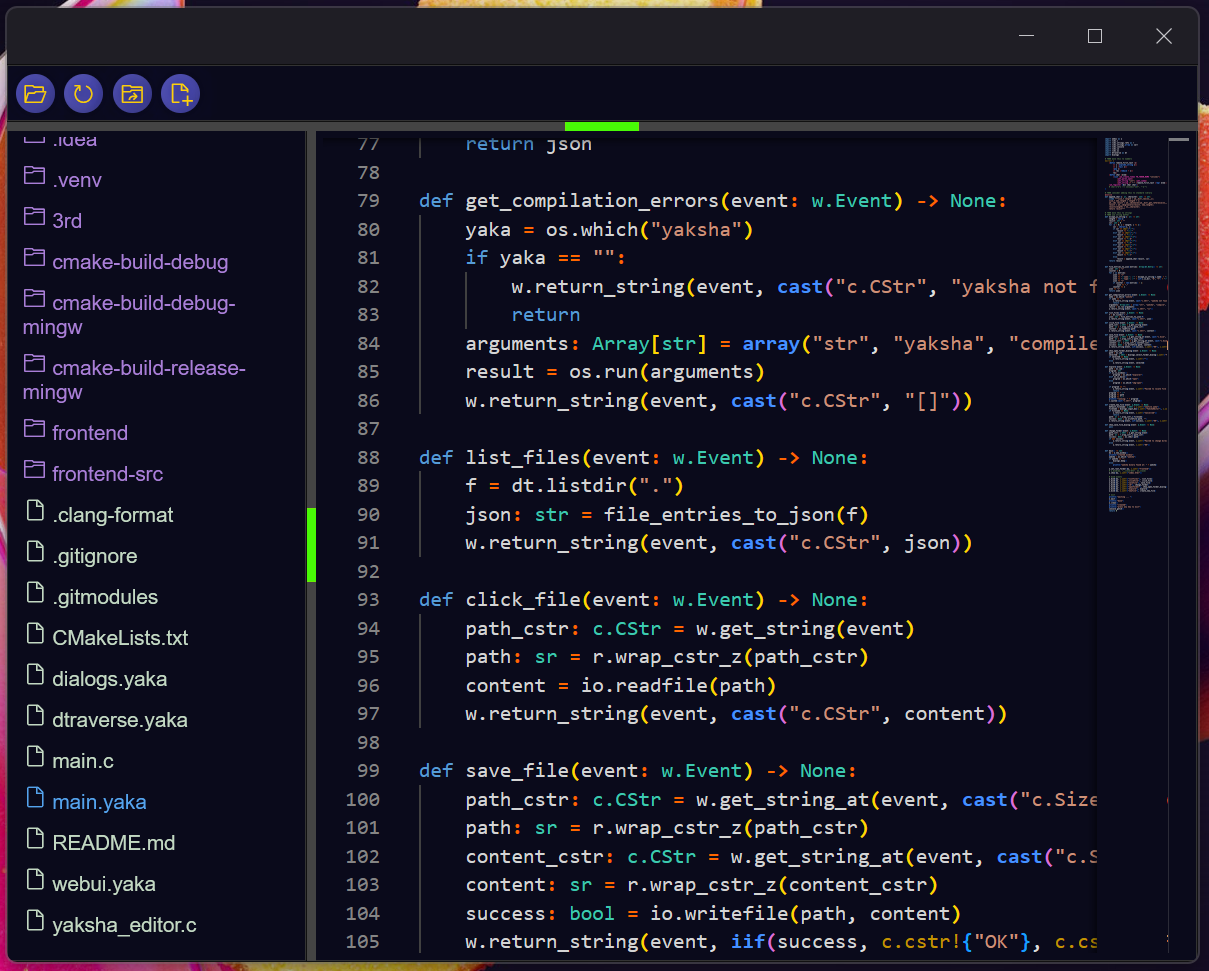 .idea
.venv
3rd
cmake-build-debug
cmake-build-debug-
mingw
cmake-build-release-
mingw
frontend
frontend-src
.clang-format
.gitignore
.gitmodules
CMakeLists.txt
dialogs.yaka
dtraverse.yaka
main.c
main.yaka
README.md
webui.yaka
yaksha_editor.c
77 return json
78
79 def get_compilation_errors(event: w.Event) -> None:
80 yaka = os.which("yaksha")
81 if yaka == "":
82 w.return_string(event, cast("c.CStr", "yaksha not f
83 return
84 arguments: Array[str] = array("str", "yaksha", "compile
85 result = os.run(arguments)
86 w.return_string(event, cast("c.CStr", "[]"))
87
88 def list_files(event: w.Event) -> None:
89 f = dt.listdir(".")
90 json: str = file_entries_to_json(f)
91 w.return_string(event, cast("c.CStr", json))
92
93 def click_file(event: w.Event) -> None:
94 path_cstr: c.CStr = w.get_string(event)
95 path: sr = r.wrap_cstr_z(path_cstr)
96 content = io.readfile(path)
97 w.return_string(event, cast("c.CStr", content))
98
99 def save_file(event: w.Event) -> None:
100 path_cstr: c.CStr = w.get_string_at(event, cast("c.Size
101 path: sr = r.wrap_cstr_z(path_cstr)
102 content_cstr: c.CStr = w.get_string_at(event, cast("c.S
103 content: sr = r.wrap_cstr_z(content_cstr)
104 success: bool = io.writefile(path, content)
105 w.return_string(event, iif(success, c.cstr!{"OK"}, c.cs